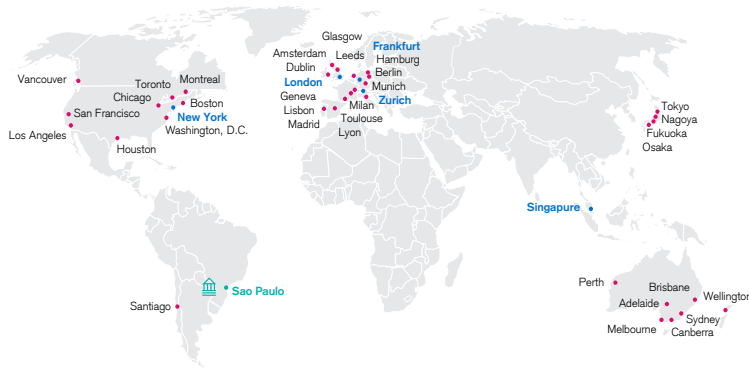 Glasgow
Frankfurt
Amsterdam
Leeds
Hamburg
Dublin
Berlin
London
Munich
Geneva
Zurich
Lisbon
Milan
Madrid
Toulouse
Lyon
Vancouver
Toronto
Montreal
Chicago
Boston
San Francisco
New York
Los Angeles
Washington, D.C.
Houston
Tokyo
Nagoya
Fukuoka
Osaka
Singapure
Sao Paulo
Santiago
Perth
Brisbane
Adelaide
Wellington
Sydney
Melbourne
Canberra